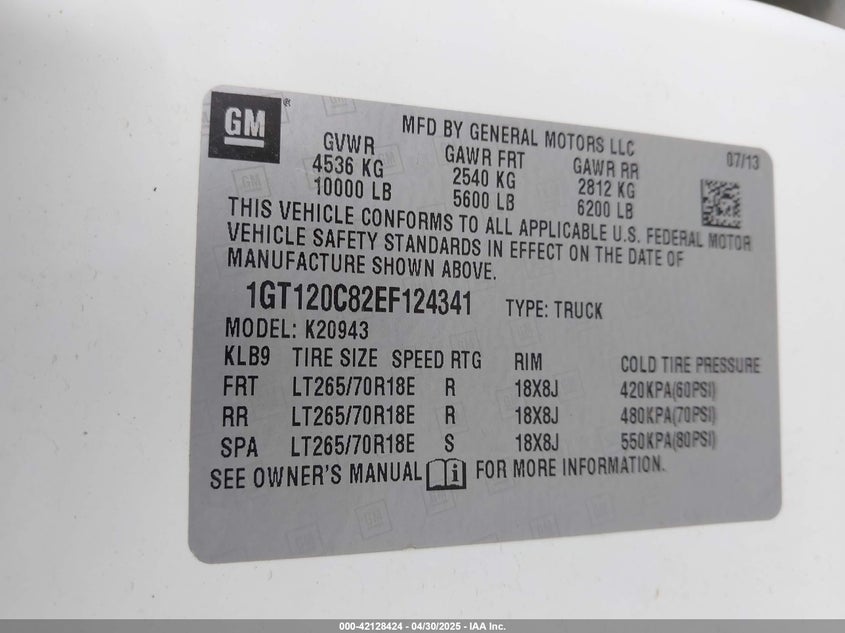 GM ®
MFD BY GENERAL MOTORS LLC 07/13
GVWR GAWR FRT GAWR RR
4536 KG 2540 KG 2812 KG
10000 LB 5600 LB 6200 LB
THIS VEHICLE CONFORMS TO ALL APPLICABLE U.S. FEDERAL MOTOR
VEHICLE SAFETY STANDARDS IN EFFECT ON THE DATE OF
MANUFACTURE SHOWN ABOVE.
1GT120C82EF124341 TYPE: TRUCK
MODEL: K20943
KLB9 TIRE SIZE SPEED RTG RIM COLD TIRE PRESSURE
FRT LT265/70R18E R 18X8J 420KPA(60PSI)
RR LT265/70R18E R 18X8J 480KPA(70PSI)
SPA LT265/70R18E S 18X8J 550KPA(80PSI)
SEE OWNER'S MANUAL i FOR MORE INFORMATION.
GM
000-42128424 - 04/30/2025 - IAA Inc.